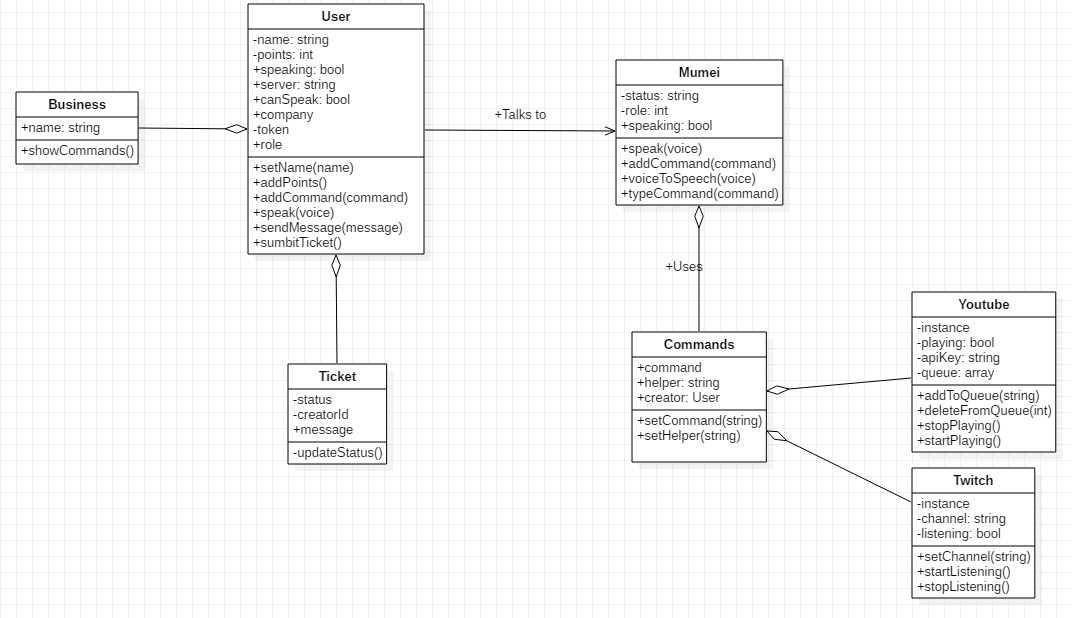 User
-name: string
-points: int
+speaking: bool
+server: string
+canSpeak: bool
+company
-token
+role
+setName(name)
+addPoints()
+addCommand(command)
+speak(voice)
+sendMessage(message)
+sumbitTicket()
Business
+name: string
+showCommands()
+Talks to
Mumei
-status: string
-role: int
+speaking: bool
+speak(voice)
+addCommand(command)
+voiceToSpeech(voice)
+typeCommand(command)
+Uses
Ticket
-status
-creatorId
+message
-updateStatus()
Commands
+command
+helper: string
+creator: User
+setCommand(string)
+setHelper(string)
Youtube
-instance
-playing: bool
-apiKey: string
-queue: array
+addToQueue(string)
+deleteFromQueue(int)
+stopPlaying()
+startPlaying()
Twitch
-instance
-channel: string
-listening: bool
+setChannel(string)
+startListening()
+stopListening()